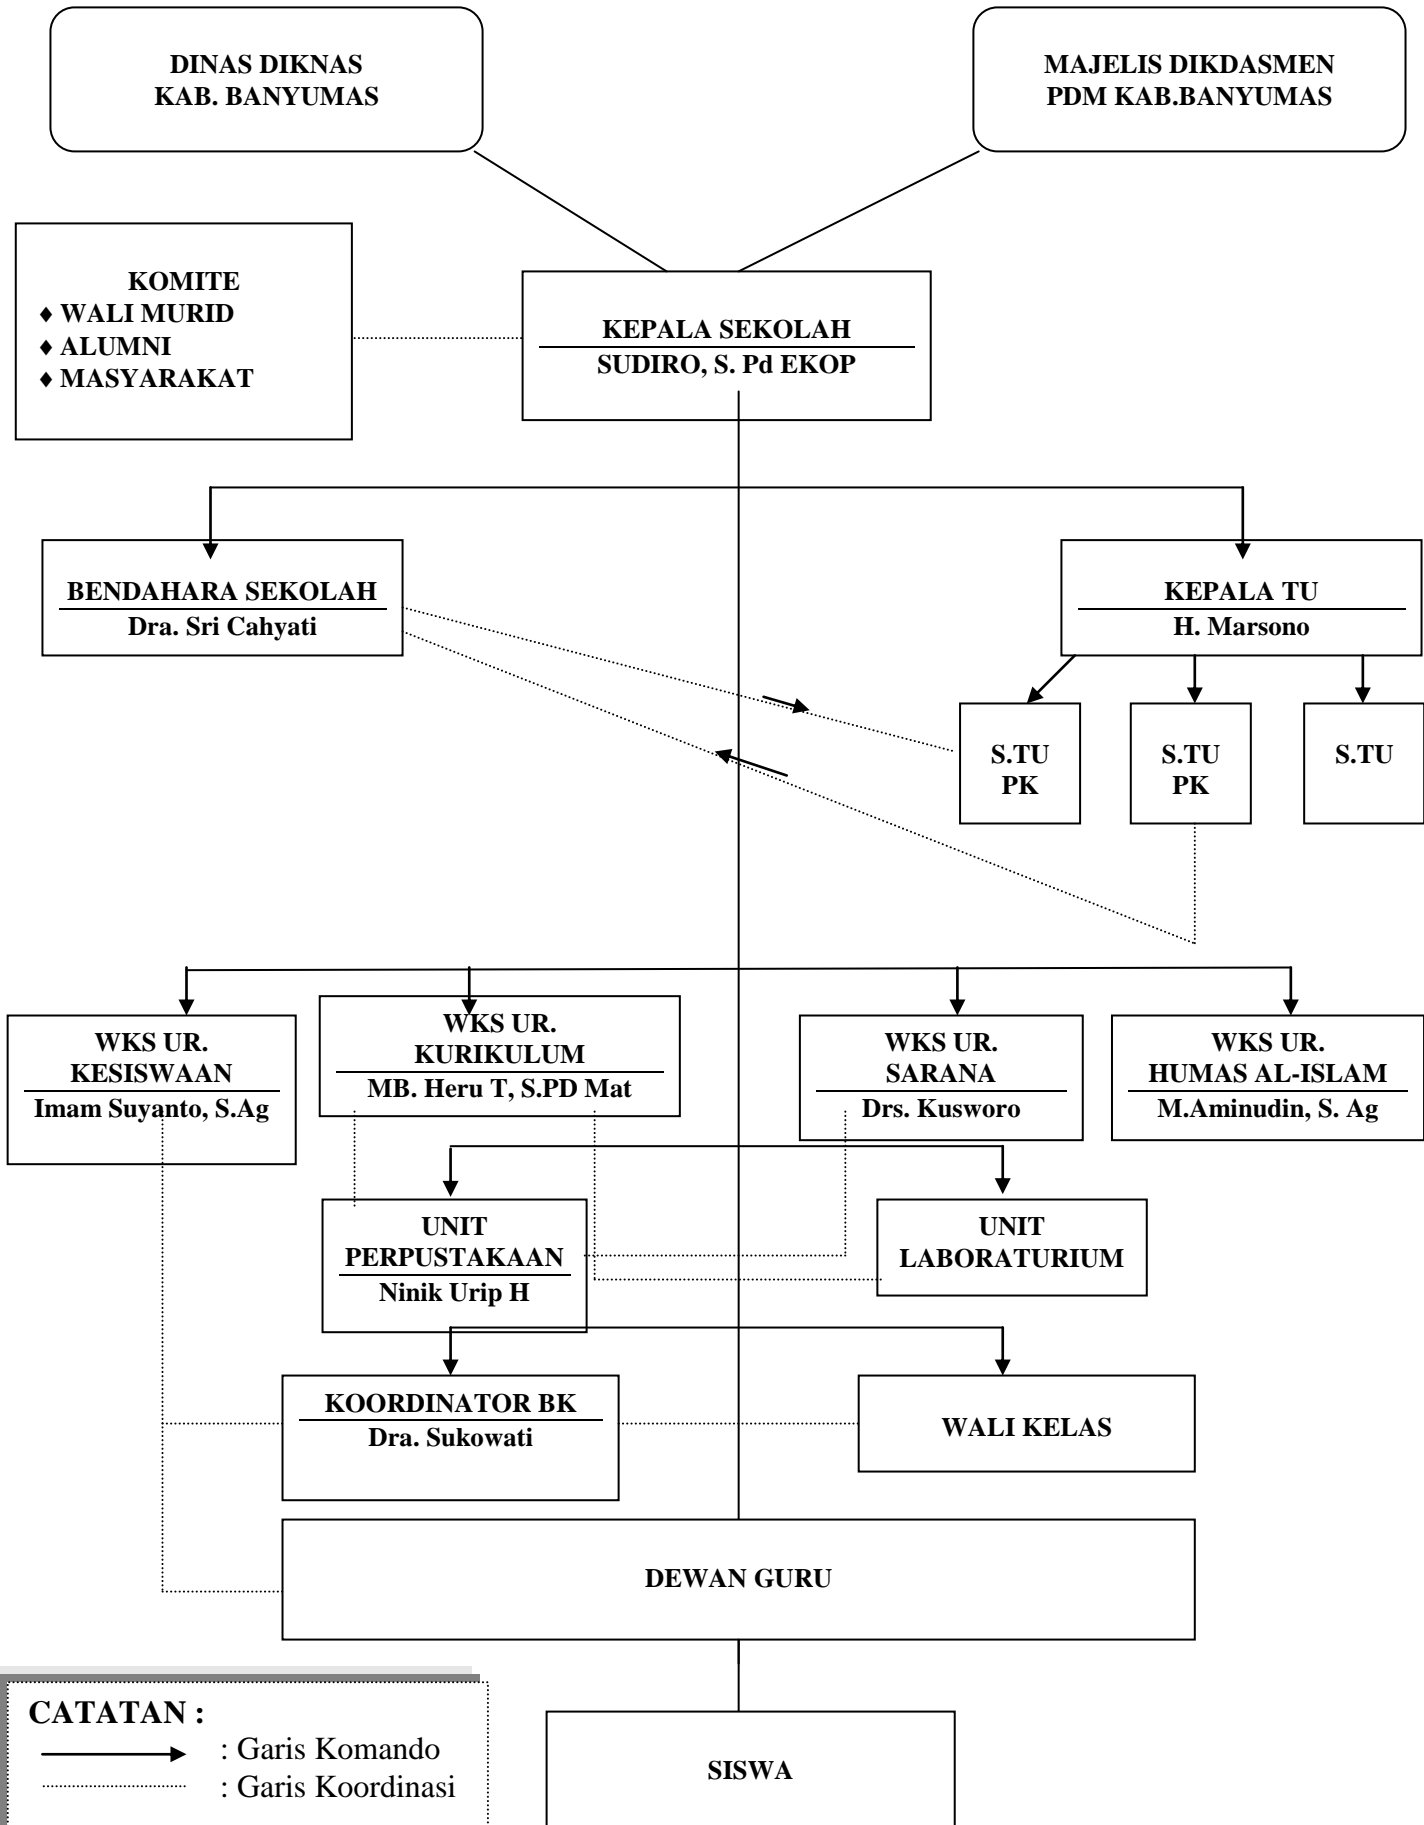 DINAS DIKNAS
KAB. BANYUMAS
MAJELIS DIKDASMEN
PDM KAB.BANYUMAS
KOMITE
♦ WALI MURID
♦ ALUMNI
♦ MASYARAKAT
KEPALA SEKOLAH
SUDIRO, S. Pd EKOP
BENDAHARA SEKOLAH
Dra. Sri Cahyati
KEPALA TU
H. Marsono
S.TU
PK
S.TU
PK
S.TU
WKS UR.
KESISWAAN
Imam Suyanto, S.Ag
WKS UR.
KURIKULUM
MB. Heru T, S.PD Mat
WKS UR.
SARANA
Drs. Kusworo
WKS UR.
HUMAS AL-ISLAM
M.Aminudin, S. Ag
UNIT
PERPUSTAKAAN
Ninik Urip H
UNIT
LABORATURIUM
KOORDINATOR BK
Dra. Sukowati
WALI KELAS
DEWAN GURU
CATATAN :
: Garis Komando
: Garis Koordinasi
SISWA